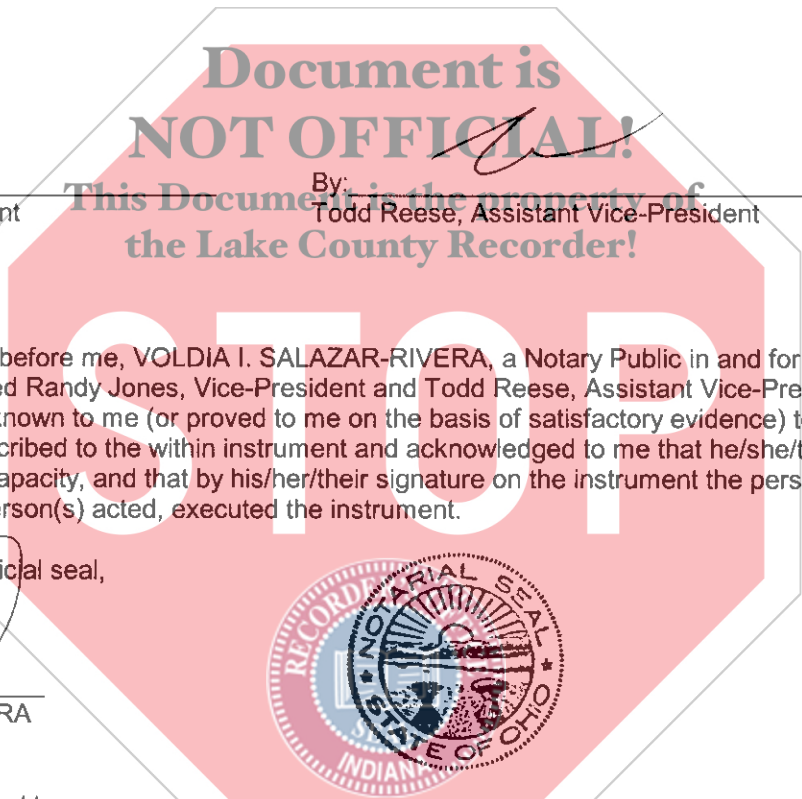 Document is
NOT OFFICIAL!
By:
This Document is the property of
nt Todd Reese, Assistant Vice-President
the Lake County Recorder!
STOP
before me, VOLDIA I. SALAZAR-RIVERA, a Notary Public in and for
ed Randy Jones, Vice-President and Todd Reese, Assistant Vice-Pre
nown to me (or proved to me on the basis of satisfactory evidence) t
cribed to the within instrument and acknowledged to me that he/she/t
apacity, and that by his/her/their signature on the instrument the pers
rson(s) acted, executed the instrument.
icial seal,
NOTARIAL SEAL
STATE OF OHIO
RECORDER
INDIANA
RA